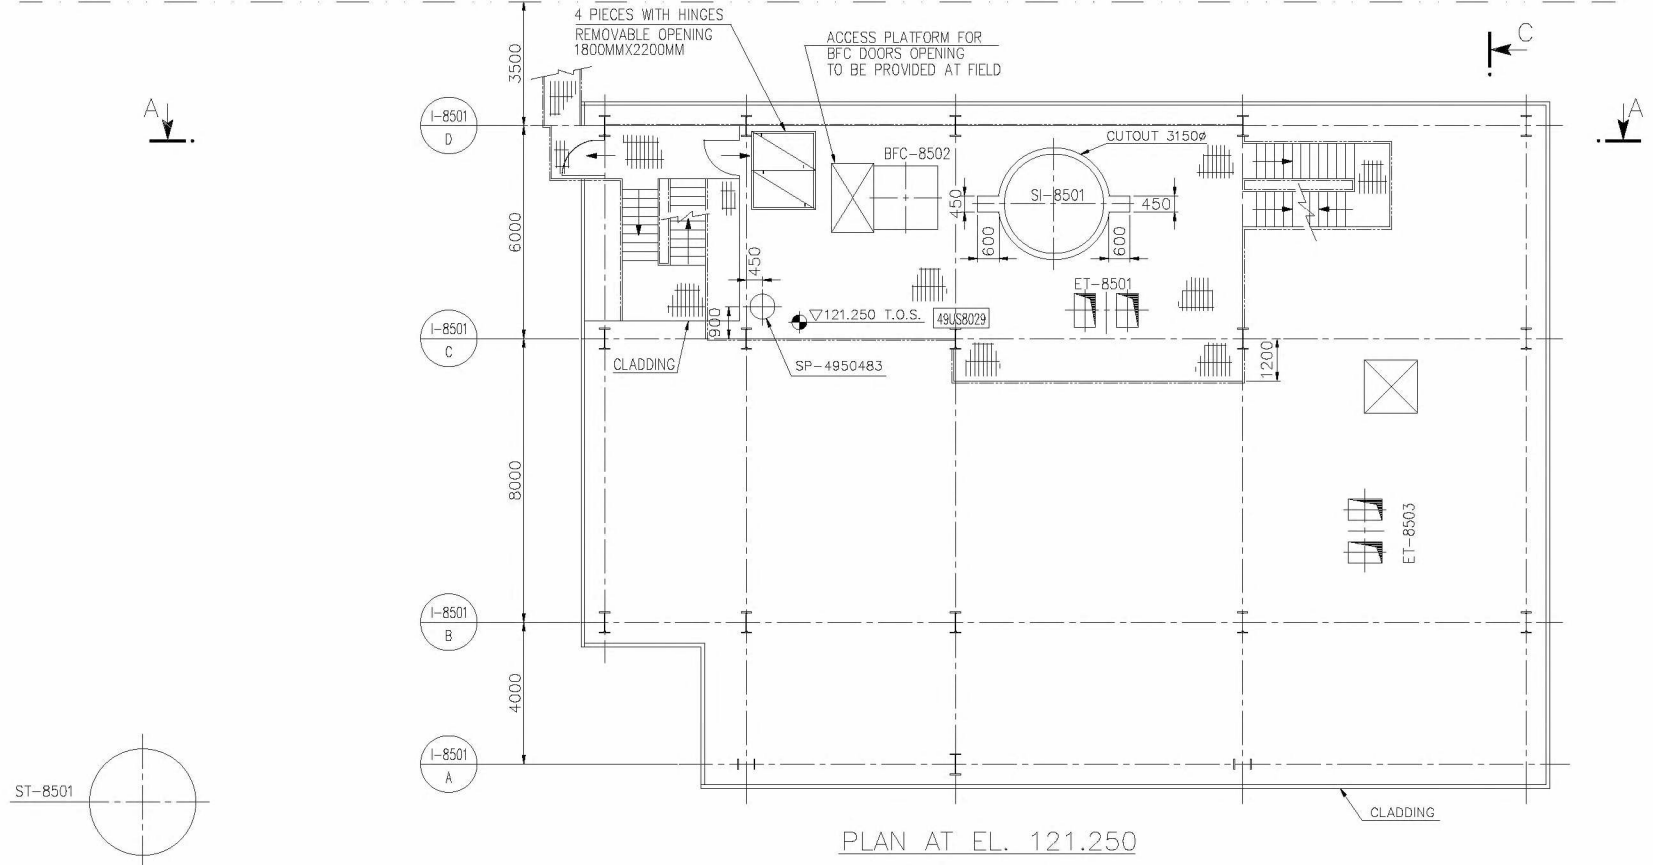 4 PIECES WITH HINGES
REMOVABLE OPENING
1800MMX2200MM
ACCESS PLATFORM FOR
BFC DOORS OPENING
TO BE PROVIDED AT FIELD
C
3500
A
A
I-8501
D
CUTOUT 3150ø
BFC-8502
SI-8501
450
450
6000
600
600
450
ET-8501
900
▽121.250 T.O.S.
49US8029
I-8501
C
CLADDING
SP-4950483
1200
8000
ET-8503
I-8501
B
4000
I-8501
A
ST-8501
CLADDING
PLAN AT EL. 121.250